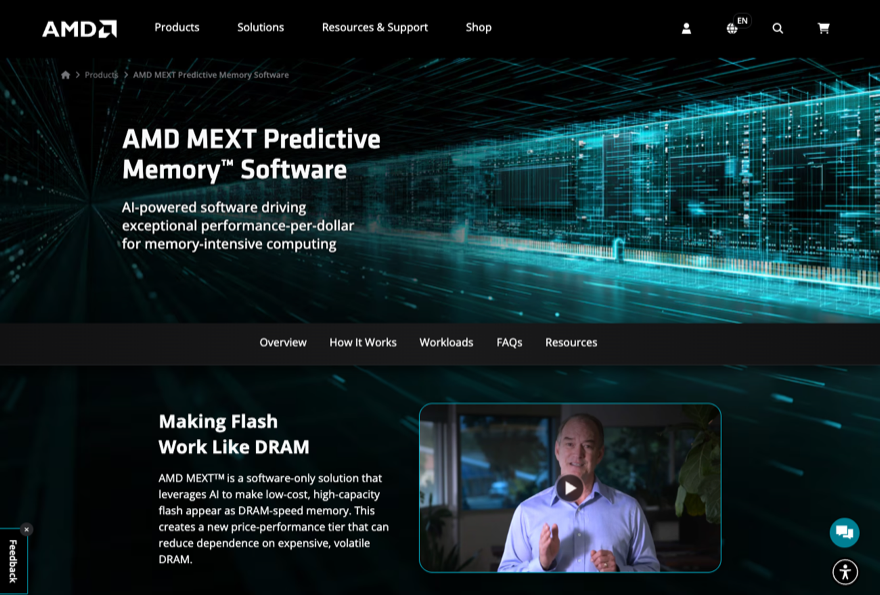 AMD
Products
Solutions
Resources & Support
Shop
EN
Products
AMD MEXT Predictive Memory Software
AMD MEXT Predictive
Memory™ Software
AI-powered software driving
exceptional performance-per-dollar
for memory-intensive computing
Overview
How It Works
Workloads
FAQs
Resources
Making Flash
Work Like DRAM
AMD MEXT™ is a software-only solution that
leverages AI to make low-cost, high-capacity
flash appear as DRAM-speed memory. This
creates a new price-performance tier that can
reduce dependence on expensive, volatile
DRAM.
Feedback